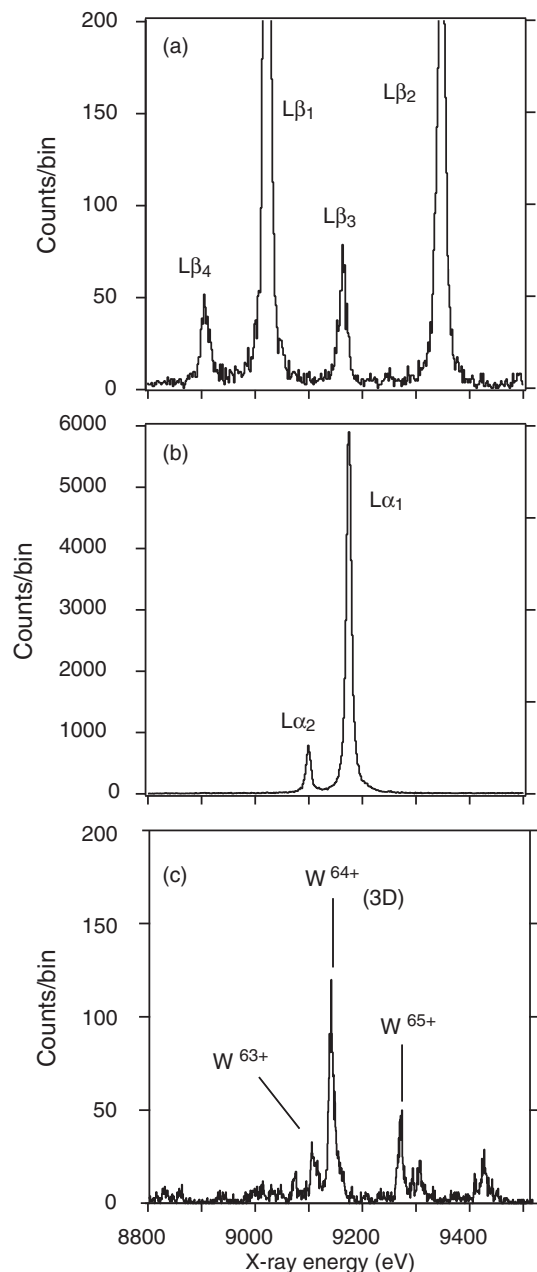 200
(a)
Lβ1
Lβ2
150
Counts/bin
100
Lβ3
Lβ4
50
0
6000
(b)
5000
Lα1
4000
Counts/bin
3000
2000
Lα2
1000
0
200
(c)
W 64+
(3D)
150
Counts/bin
100
W 65+
W 63+
50
0
8800 9000 9200 9400
X-ray energy (eV)